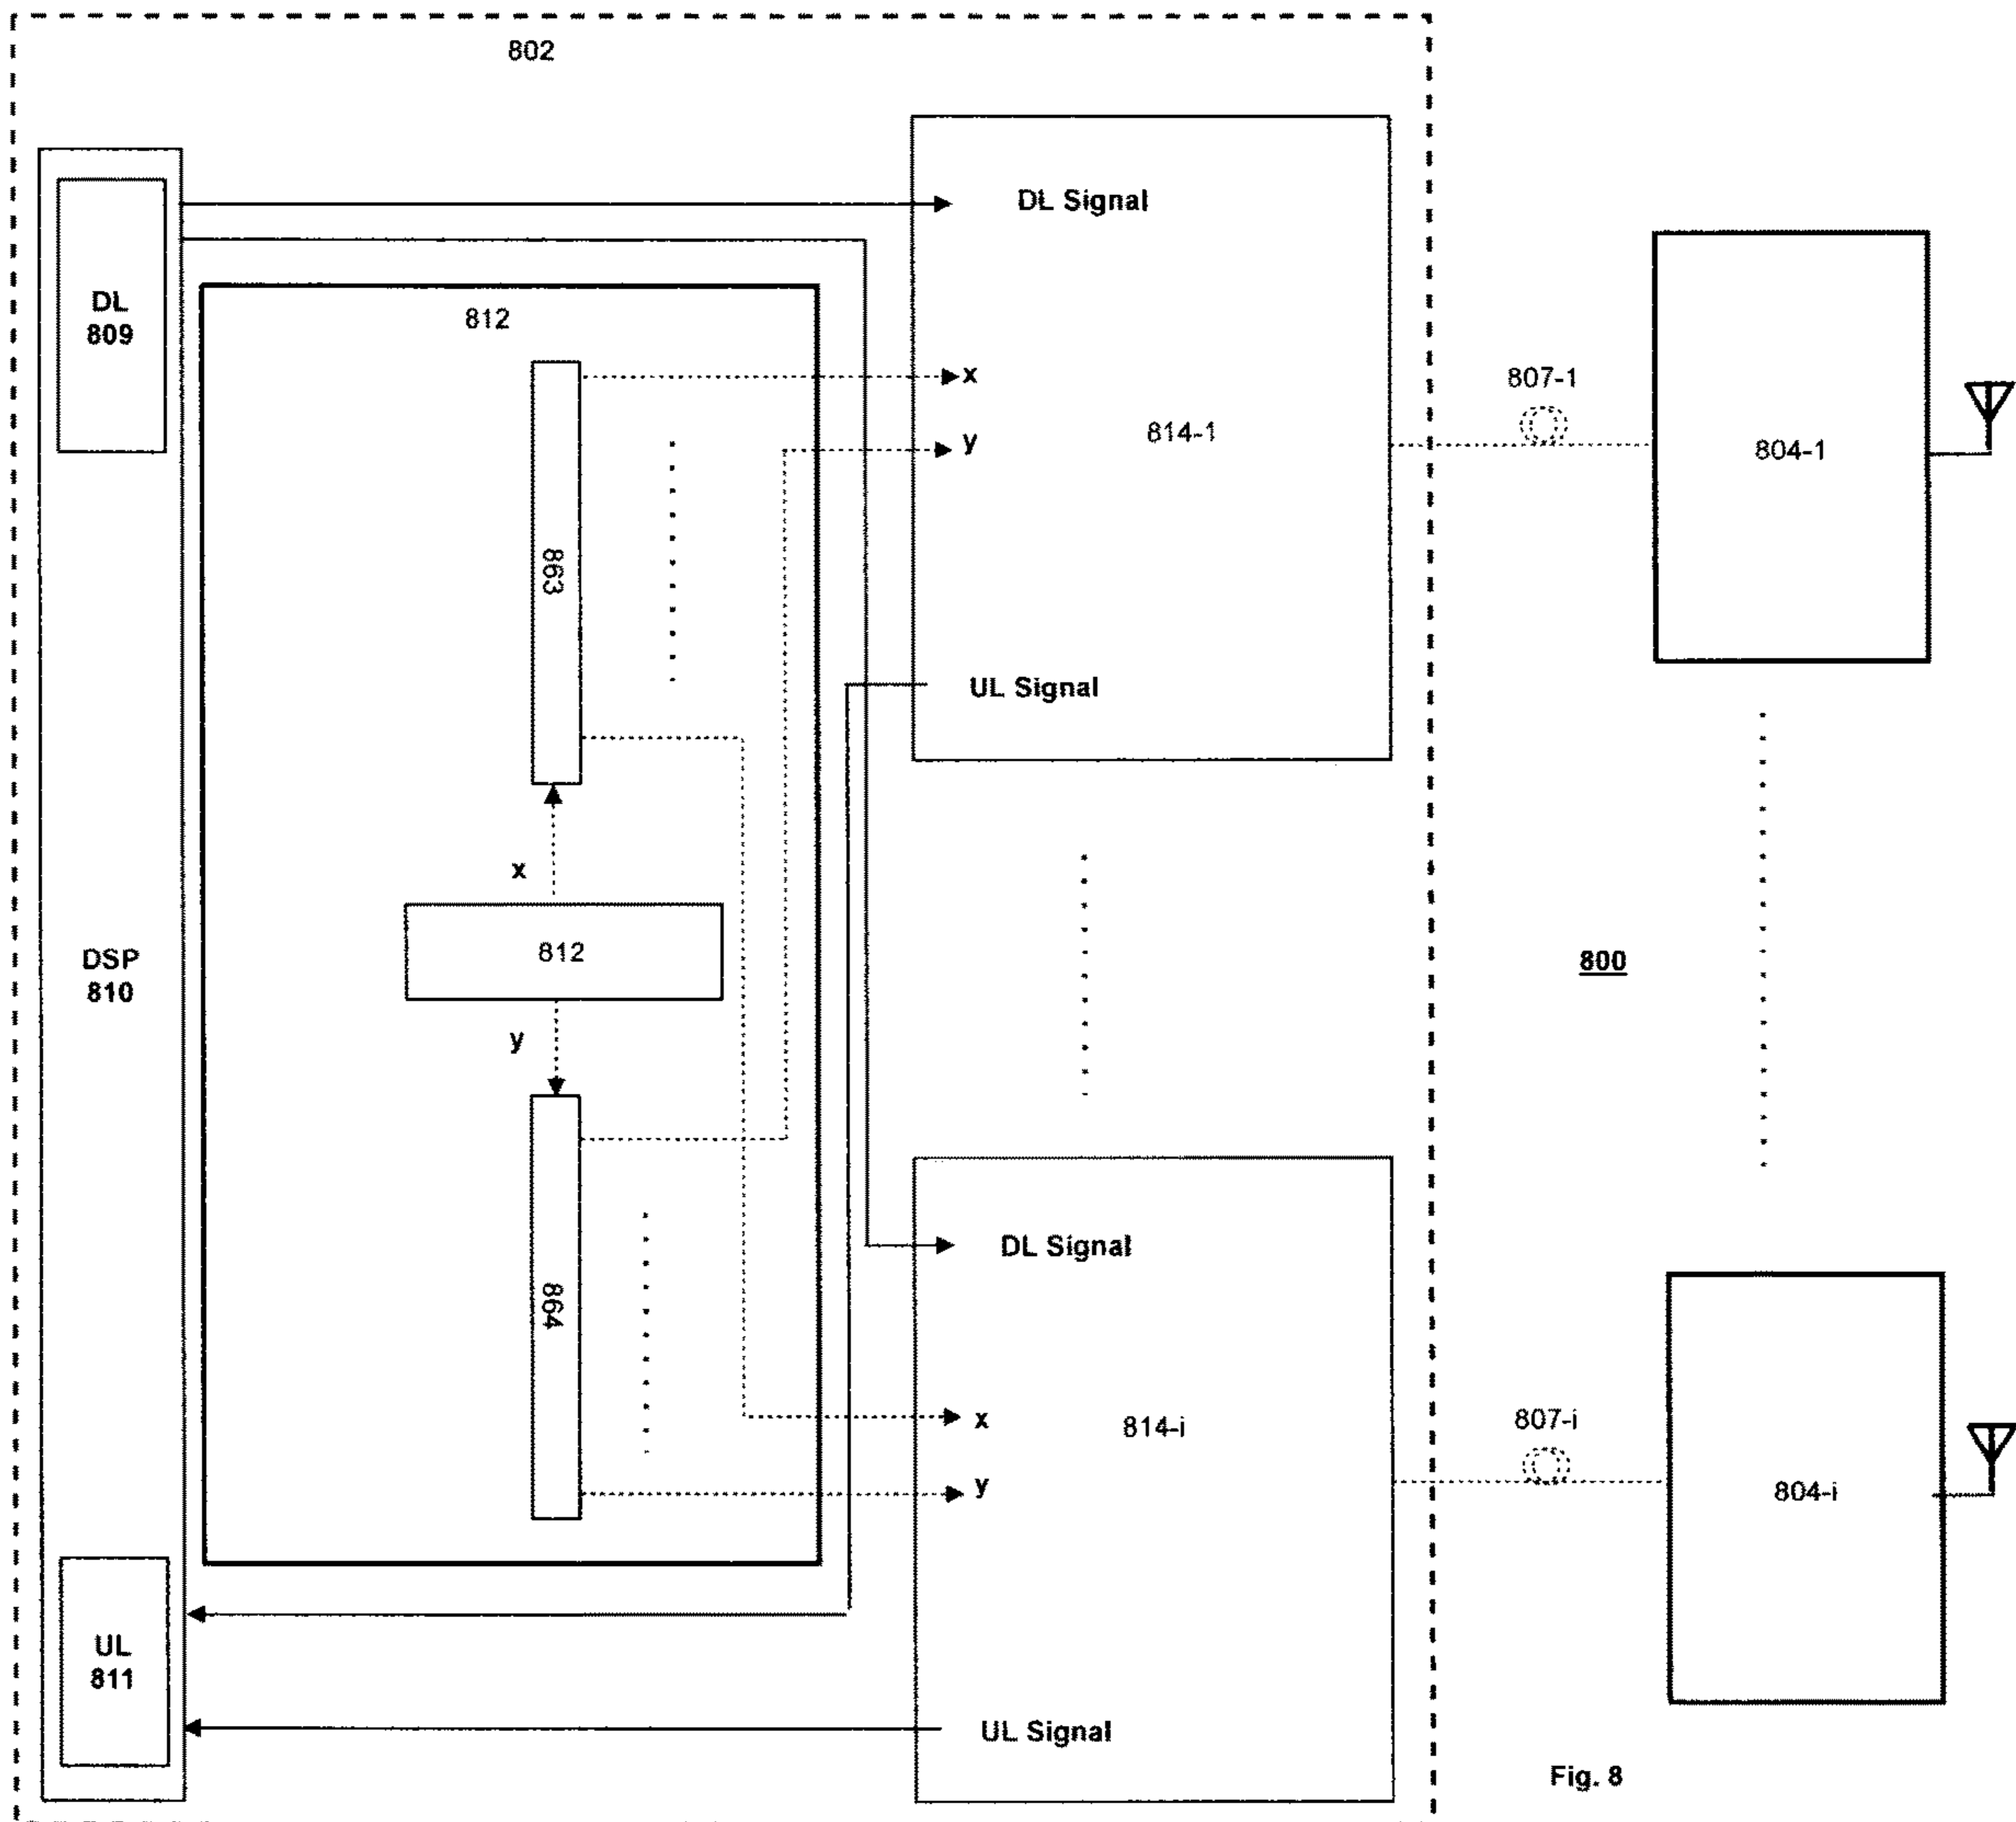 802
DL Signal
DL
809
812
x
807-1
y
814-1
804-1
863
UL Signal
x
812
DSP
810
800
y
DL Signal
864
x
814-i
807-i
y
804-i
UL
811
UL Signal
Fig. 8